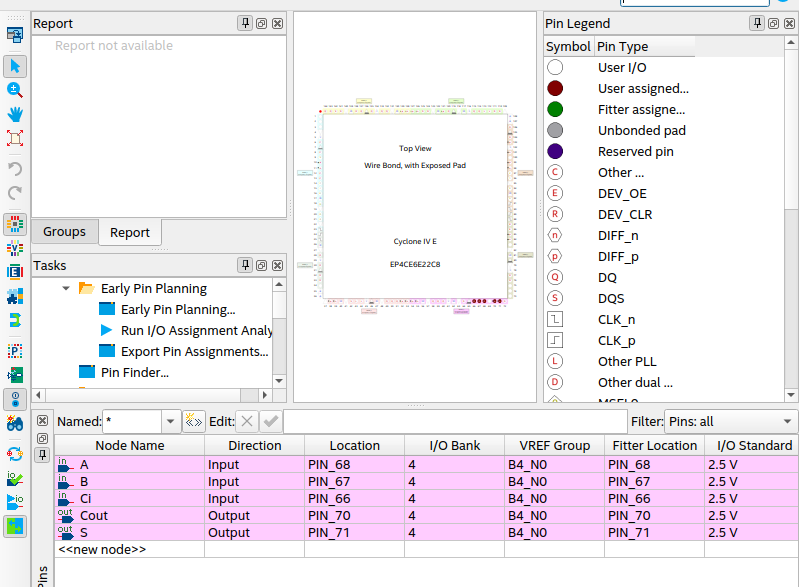 Report
Report not available
Groups
Report
Tasks
Early Pin Planning
Early Pin Planning...
Run I/O Assignment Analy
Export Pin Assignments...
Pin Finder...
Top View
Wire Bond, with Exposed Pad
Cyclone IV E
EP4CE6E22C8
Pin Legend
Symbol Pin Type
User I/O
User assigned...
Fitter assigne...
Unbonded pad
Reserved pin
C Other ...
E DEV_OE
R DEV_CLR
n DIFF_n
p DIFF_p
Q DQ
S DQS
CLK_n
CLK_p
L Other PLL
D Other dual ...
MSEL0
Named: * Edit: Filter: Pins: all
Node Name Direction Location I/O Bank VREF Group Fitter Location I/O Standard
in A Input PIN_68 4 B4_N0 PIN_68 2.5 V
in B Input PIN_67 4 B4_N0 PIN_67 2.5 V
in Ci Input PIN_66 4 B4_N0 PIN_66 2.5 V
out Cout Output PIN_70 4 B4_N0 PIN_70 2.5 V
out S Output PIN_71 4 B4_N0 PIN_71 2.5 V
<<new node>>
Pins